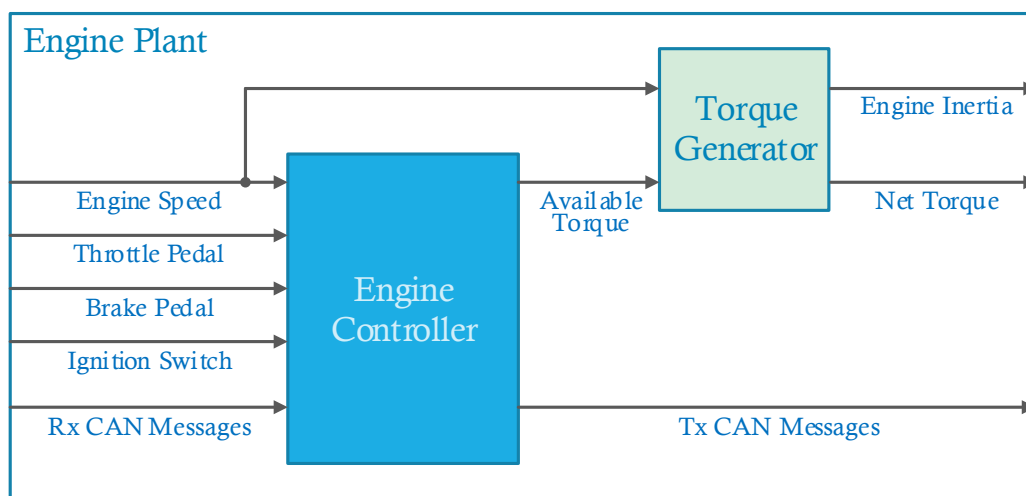 Engine Plant
Torque
Generator
Engine Inertia
Net Torque
Available
Torque
Engine Speed
Throttle Pedal
Brake Pedal
Ignition Switch
Rx CAN Messages
Engine
Controller
Tx CAN Messages